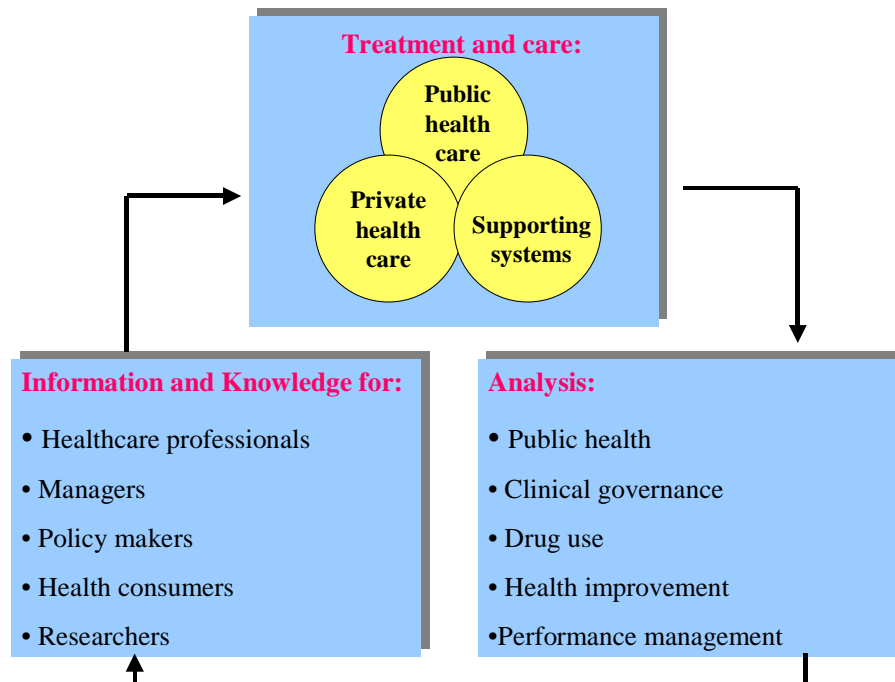 Treatment and care:
Public
health
care
Private
health
care
Supporting
systems
Information and Knowledge for:
• Healthcare professionals
• Managers
• Policy makers
• Health consumers
• Researchers
Analysis:
• Public health
• Clinical governance
• Drug use
• Health improvement
•Performance management